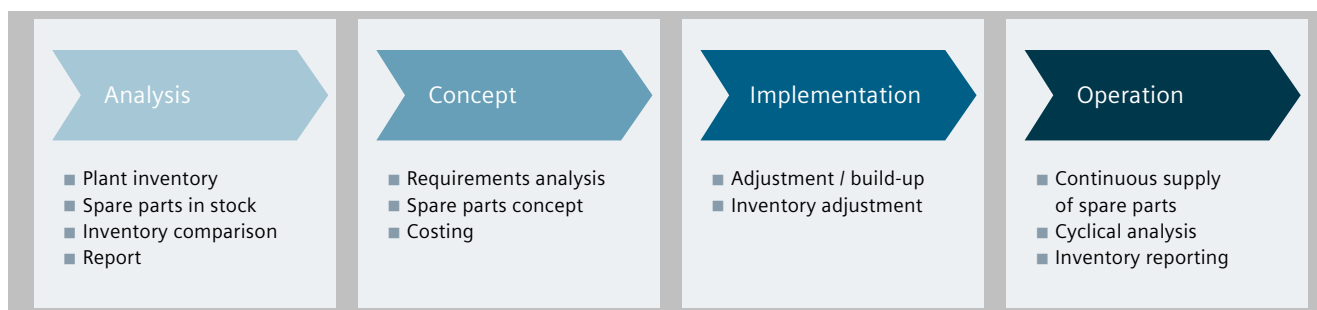 Analysis
Plant inventory
Spare parts in stock
Inventory comparison
Report
Concept
Requirements analysis
Spare parts concept
Costing
Implementation
Adjustment / build-up
Inventory adjustment
Operation
Continuous supply
of spare parts
Cyclical analysis
Inventory reporting